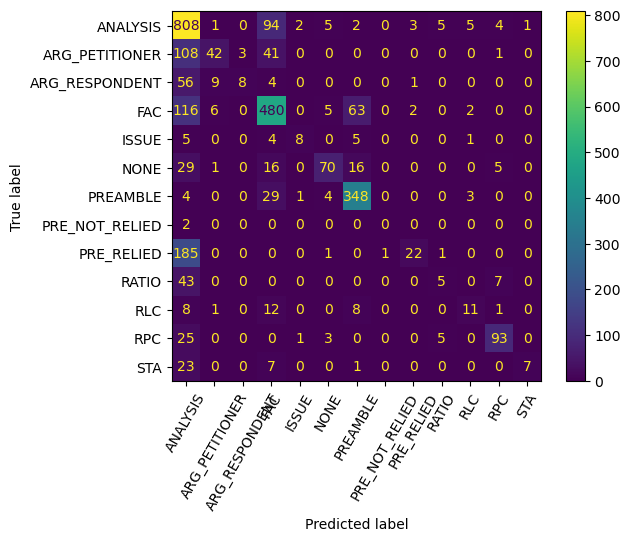 ANALYSIS 808 1 0 94 2 5 2 0 3 5 5 4 1
ARG_PETITIONER 108 42 3 41 0 0 0 0 0 0 0 1 0
ARG_RESPONDENT 56 9 8 4 0 0 0 0 1 0 0 0 0
FAC 116 6 0 480 0 5 63 0 2 0 2 0 0
ISSUE 5 0 0 4 8 0 5 0 0 0 1 0 0
NONE 29 1 0 16 0 70 16 0 0 0 0 5 0
PREAMBLE 4 0 0 29 1 4 348 0 0 0 3 0 0
PRE_NOT_RELIED 2 0 0 0 0 0 0 0 0 0 0 0 0
PRE_RELIED 185 0 0 0 0 1 0 1 22 1 0 0 0
RATIO 43 0 0 0 0 0 0 0 0 5 0 7 0
RLC 8 1 0 12 0 0 8 0 0 0 11 1 0
RPC 25 0 0 0 1 3 0 0 0 5 0 93 0
STA 23 0 0 7 0 0 1 0 0 0 0 0 7
True label
ANALYSIS
ARG_PETITIONER
ARG_RESPONDENT
FAC
ISSUE
NONE
PREAMBLE
PRE_NOT_RELIED
PRE_RELIED
RATIO
RLC
RPC
STA
Predicted label
800
700
600
500
400
300
200
100
0